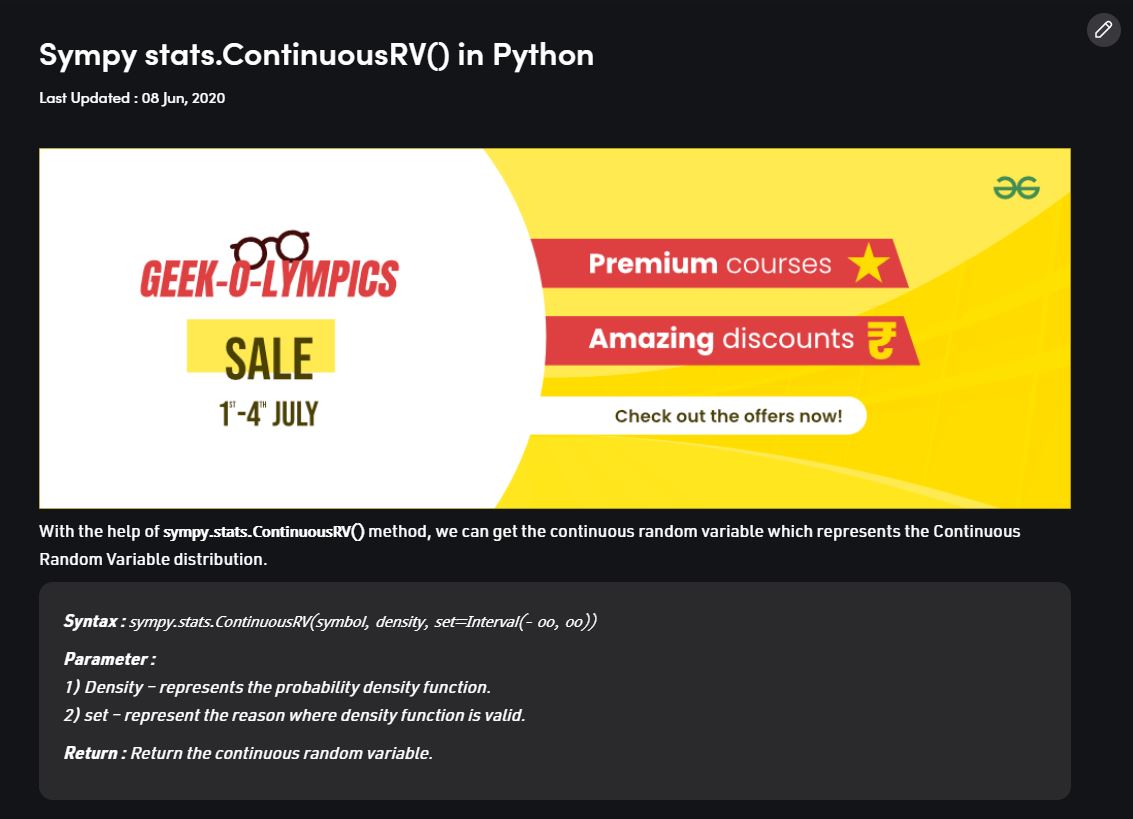 Sympy stats.ContinuousRV() in Python
Last Updated : 08 Jun, 2020
GEEK-O-LYMPICS
SALE
1ST-4TH JULY
Premium courses
Amazing discounts
Check out the offers now!
With the help of sympy.stats.ContinuousRV() method, we can get the continuous random variable which represents the Continuous
Random Variable distribution.
Syntax : sympy.stats.ContinuousRV(symbol, density, set=Interval(- oo, oo))
Parameter :
1) Density – represents the probability density function.
2) set – represent the reason where density function is valid.
Return : Return the continuous random variable.